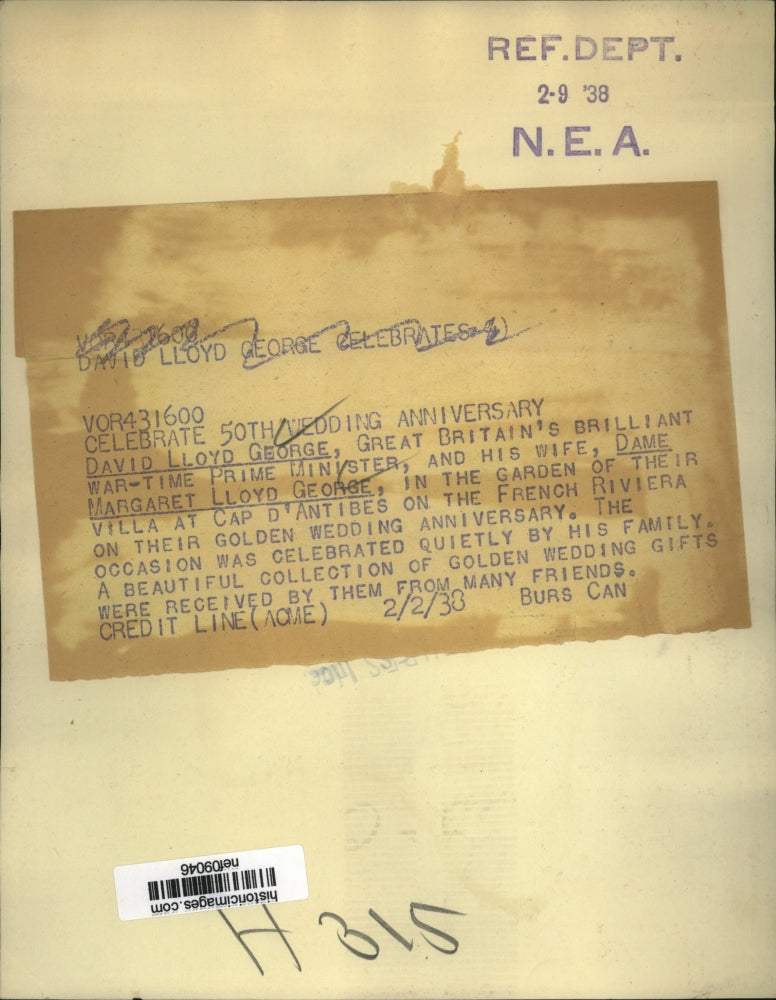 REF. DEPT.
2-9 '38
N. E. A.
DAVID LLOYD GEORGE CELEBRATES
VOR431600
CELEBRATE 50TH WEDDING ANNIVERSARY
DAVID LLOYD GEORGE, GREAT BRITAIN'S BRILLIANT
WAR-TIME PRIME MINISTER, AND HIS WIFE, DAME
MARGARET LLOYD GEORGE, IN THE GARDEN OF THEIR
VILLA AT CAP D'ANTIBES ON THE FRENCH RIVIERA
ON THEIR GOLDEN WEDDING ANNIVERSARY. THE
OCCASION WAS CELEBRATED QUIETLY BY HIS FAMILY.
A BEAUTIFUL COLLECTION OF GOLDEN WEDDING GIFTS
WERE RECEIVED BY THEM FROM MANY FRIENDS.
CREDIT LINE (ACME) 2/2/38 BURS CAN
historicimages.com
nef09046
H 315